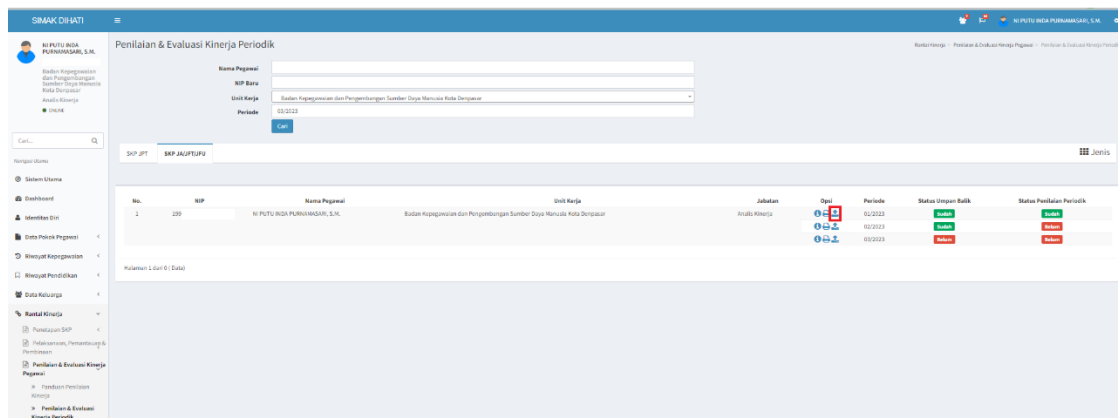 SIMAK DIHATI
NI PUTU INDA PURNAMASARI, S.M.
NI PUTU INDA
PURNAMASARI, S.M.
Badan Kepegawaian
dan Pengembangan
Sumber Daya Manusia
Kota Denpasar
Analis Kinerja
ONLINE
Cari...
Navigasi Utama
Sistem Utama
Dashboard
Identitas Diri
Data Pokok Pegawai
Riwayat Kepegawaian
Riwayat Pendidikan
Data Keluarga
Rantai Kinerja
Penetapan SKP
Pelaksanaan, Pemantauan &
Pembinaan
Penilaian & Evaluasi Kinerja
Pegawai
Panduan Penilaian
Kinerja
Penilaian & Evaluasi
Kinerja Periodik
Penilaian & Evaluasi Kinerja Periodik
Rantai Kinerja > Penilaian & Evaluasi Kinerja Pegawai > Penilaian & Evaluasi Kinerja Periodik
Nama Pegawai
NIP Baru
Unit Kerja Badan Kepegawaian dan Pengembangan Sumber Daya Manusia Kota Denpasar
Periode 03/2023
Cari
SKP JPT SKP JA/JFT/JFU Jenis
No. NIP Nama Pegawai Unit Kerja Jabatan Opsi Periode Status Umpan Balik Status Penilaian Periodik
1 199 NI PUTU INDA PURNAMASARI, S.M. Badan Kepegawaian dan Pengembangan Sumber Daya Manusia Kota Denpasar Analis Kinerja 01/2023 Sudah Sudah
02/2023 Sudah Belum
03/2023 Belum Belum
Halaman 1 dari 0 ( Data)